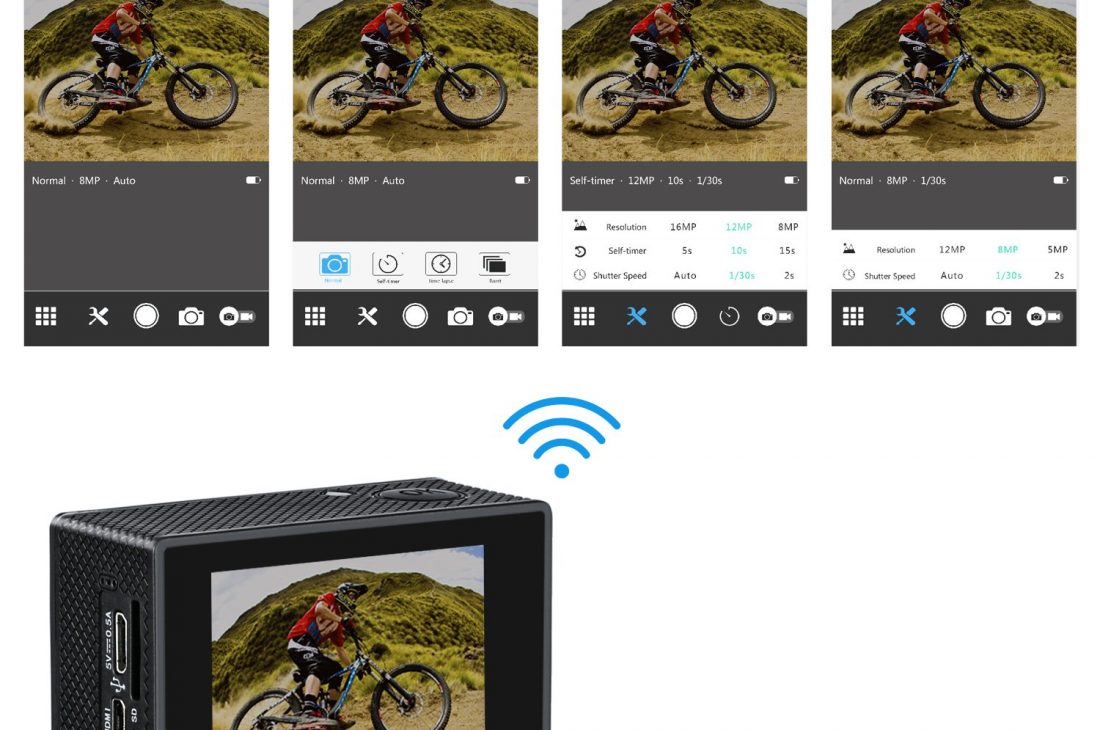 Normal · 8MP · Auto
Normal · 8MP · Auto
Normal
Self-timer
Time lapse
Burst
Self-timer · 12MP · 10s · 1/30s
Resolution 16MP 12MP 8MP
Self-timer 5s 10s 15s
Shutter Speed Auto 1/30s 2s
Normal · 8MP · 1/30s
Resolution 12MP 8MP 5MP
Shutter Speed Auto 1/30s 2s
5V⎓0.5A
SD